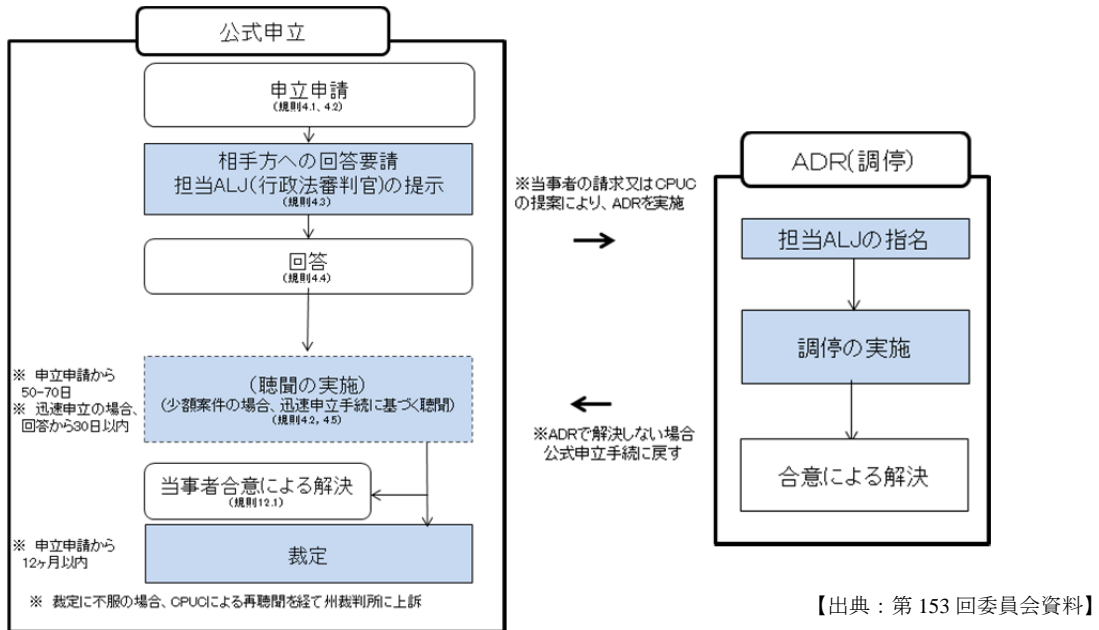 公式申立
申立申請
(規則4.1、4.2)
相手方への回答要請
担当ALJ(行政法審判官)の提示
(規則4.3)
回答
(規則4.4)
※ 申立申請から
50-70日
※ 迅速申立の場合、
回答から30日以内
(聴聞の実施)
(少額案件の場合、迅速申立手続に基づく聴聞)
(規則4.2, 4.5)
当事者合意による解決
(規則12.1)
※ 申立申請から
12ヶ月以内
裁定
※ 裁定に不服の場合、CPUCによる再聴聞を経て州裁判所に上訴
※当事者の請求又はCPUC
の提案により、ADRを実施
※ADRで解決しない場合
公式申立手続に戻す
ADR(調停)
担当ALJの指名
調停の実施
合意による解決
【出典：第 153 回委員会資料】